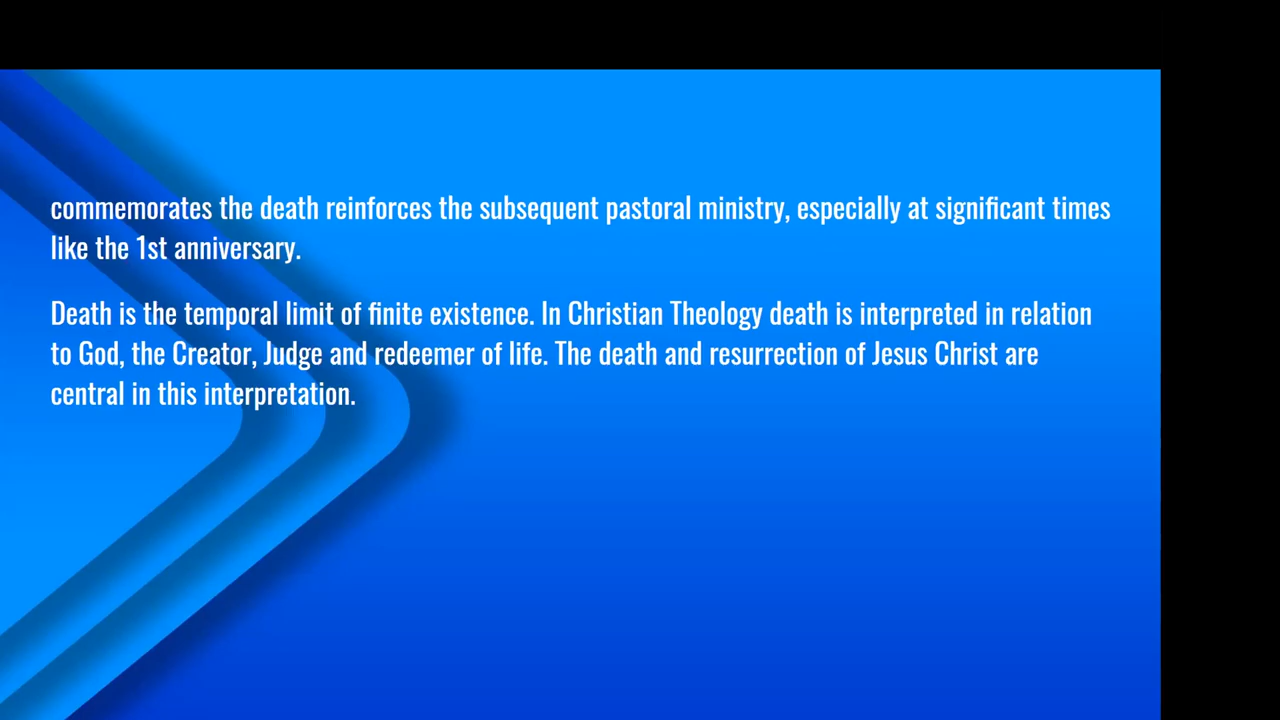 commemorates the death reinforces the subsequent pastoral ministry, especially at significant times
like the 1st anniversary.
Death is the temporal limit of finite existence. In Christian Theology death is interpreted in relation
to God, the Creator, Judge and redeemer of life. The death and resurrection of Jesus Christ are
central in this interpretation.